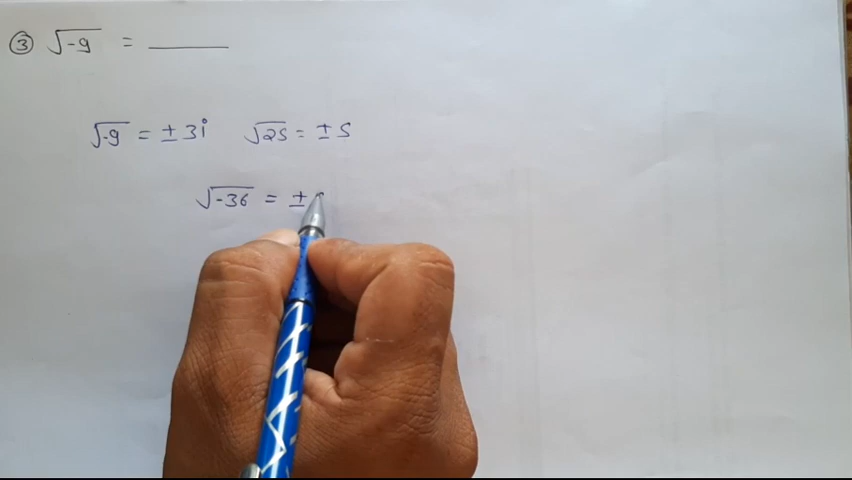 ③ √-9 = ______
√-9 = ±3i √25 = ±5
√-36 = ±